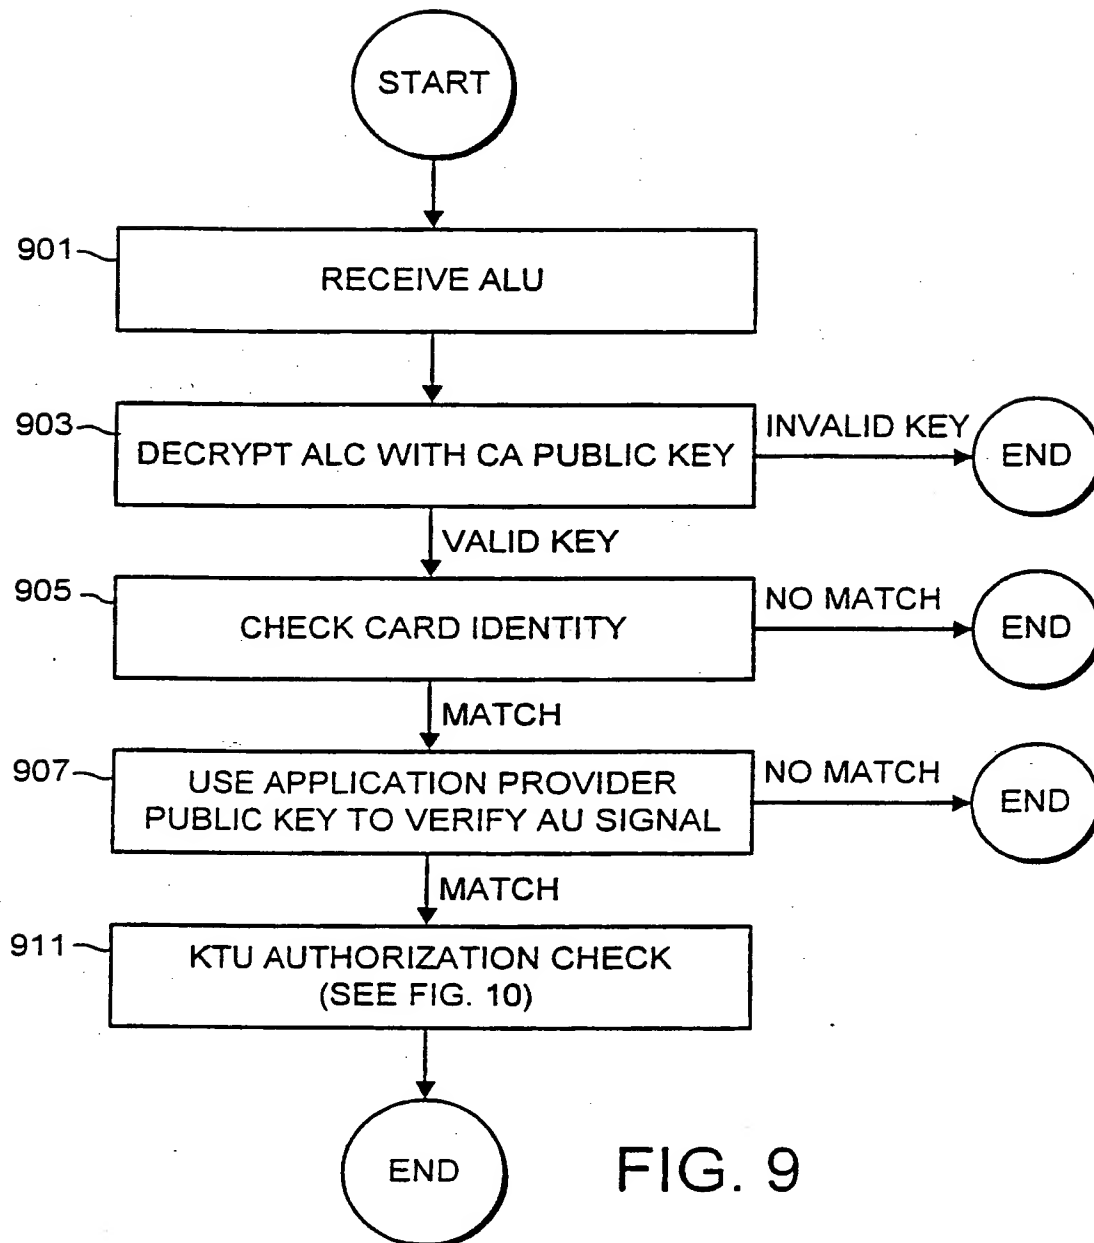 START
901
RECEIVE ALU
903
DECRYPT ALC WITH CA PUBLIC KEY
INVALID KEY
END
VALID KEY
905
CHECK CARD IDENTITY
NO MATCH
END
MATCH
907
USE APPLICATION PROVIDER
PUBLIC KEY TO VERIFY AU SIGNAL
NO MATCH
END
MATCH
911
KTU AUTHORIZATION CHECK
(SEE FIG. 10)
END
FIG. 9